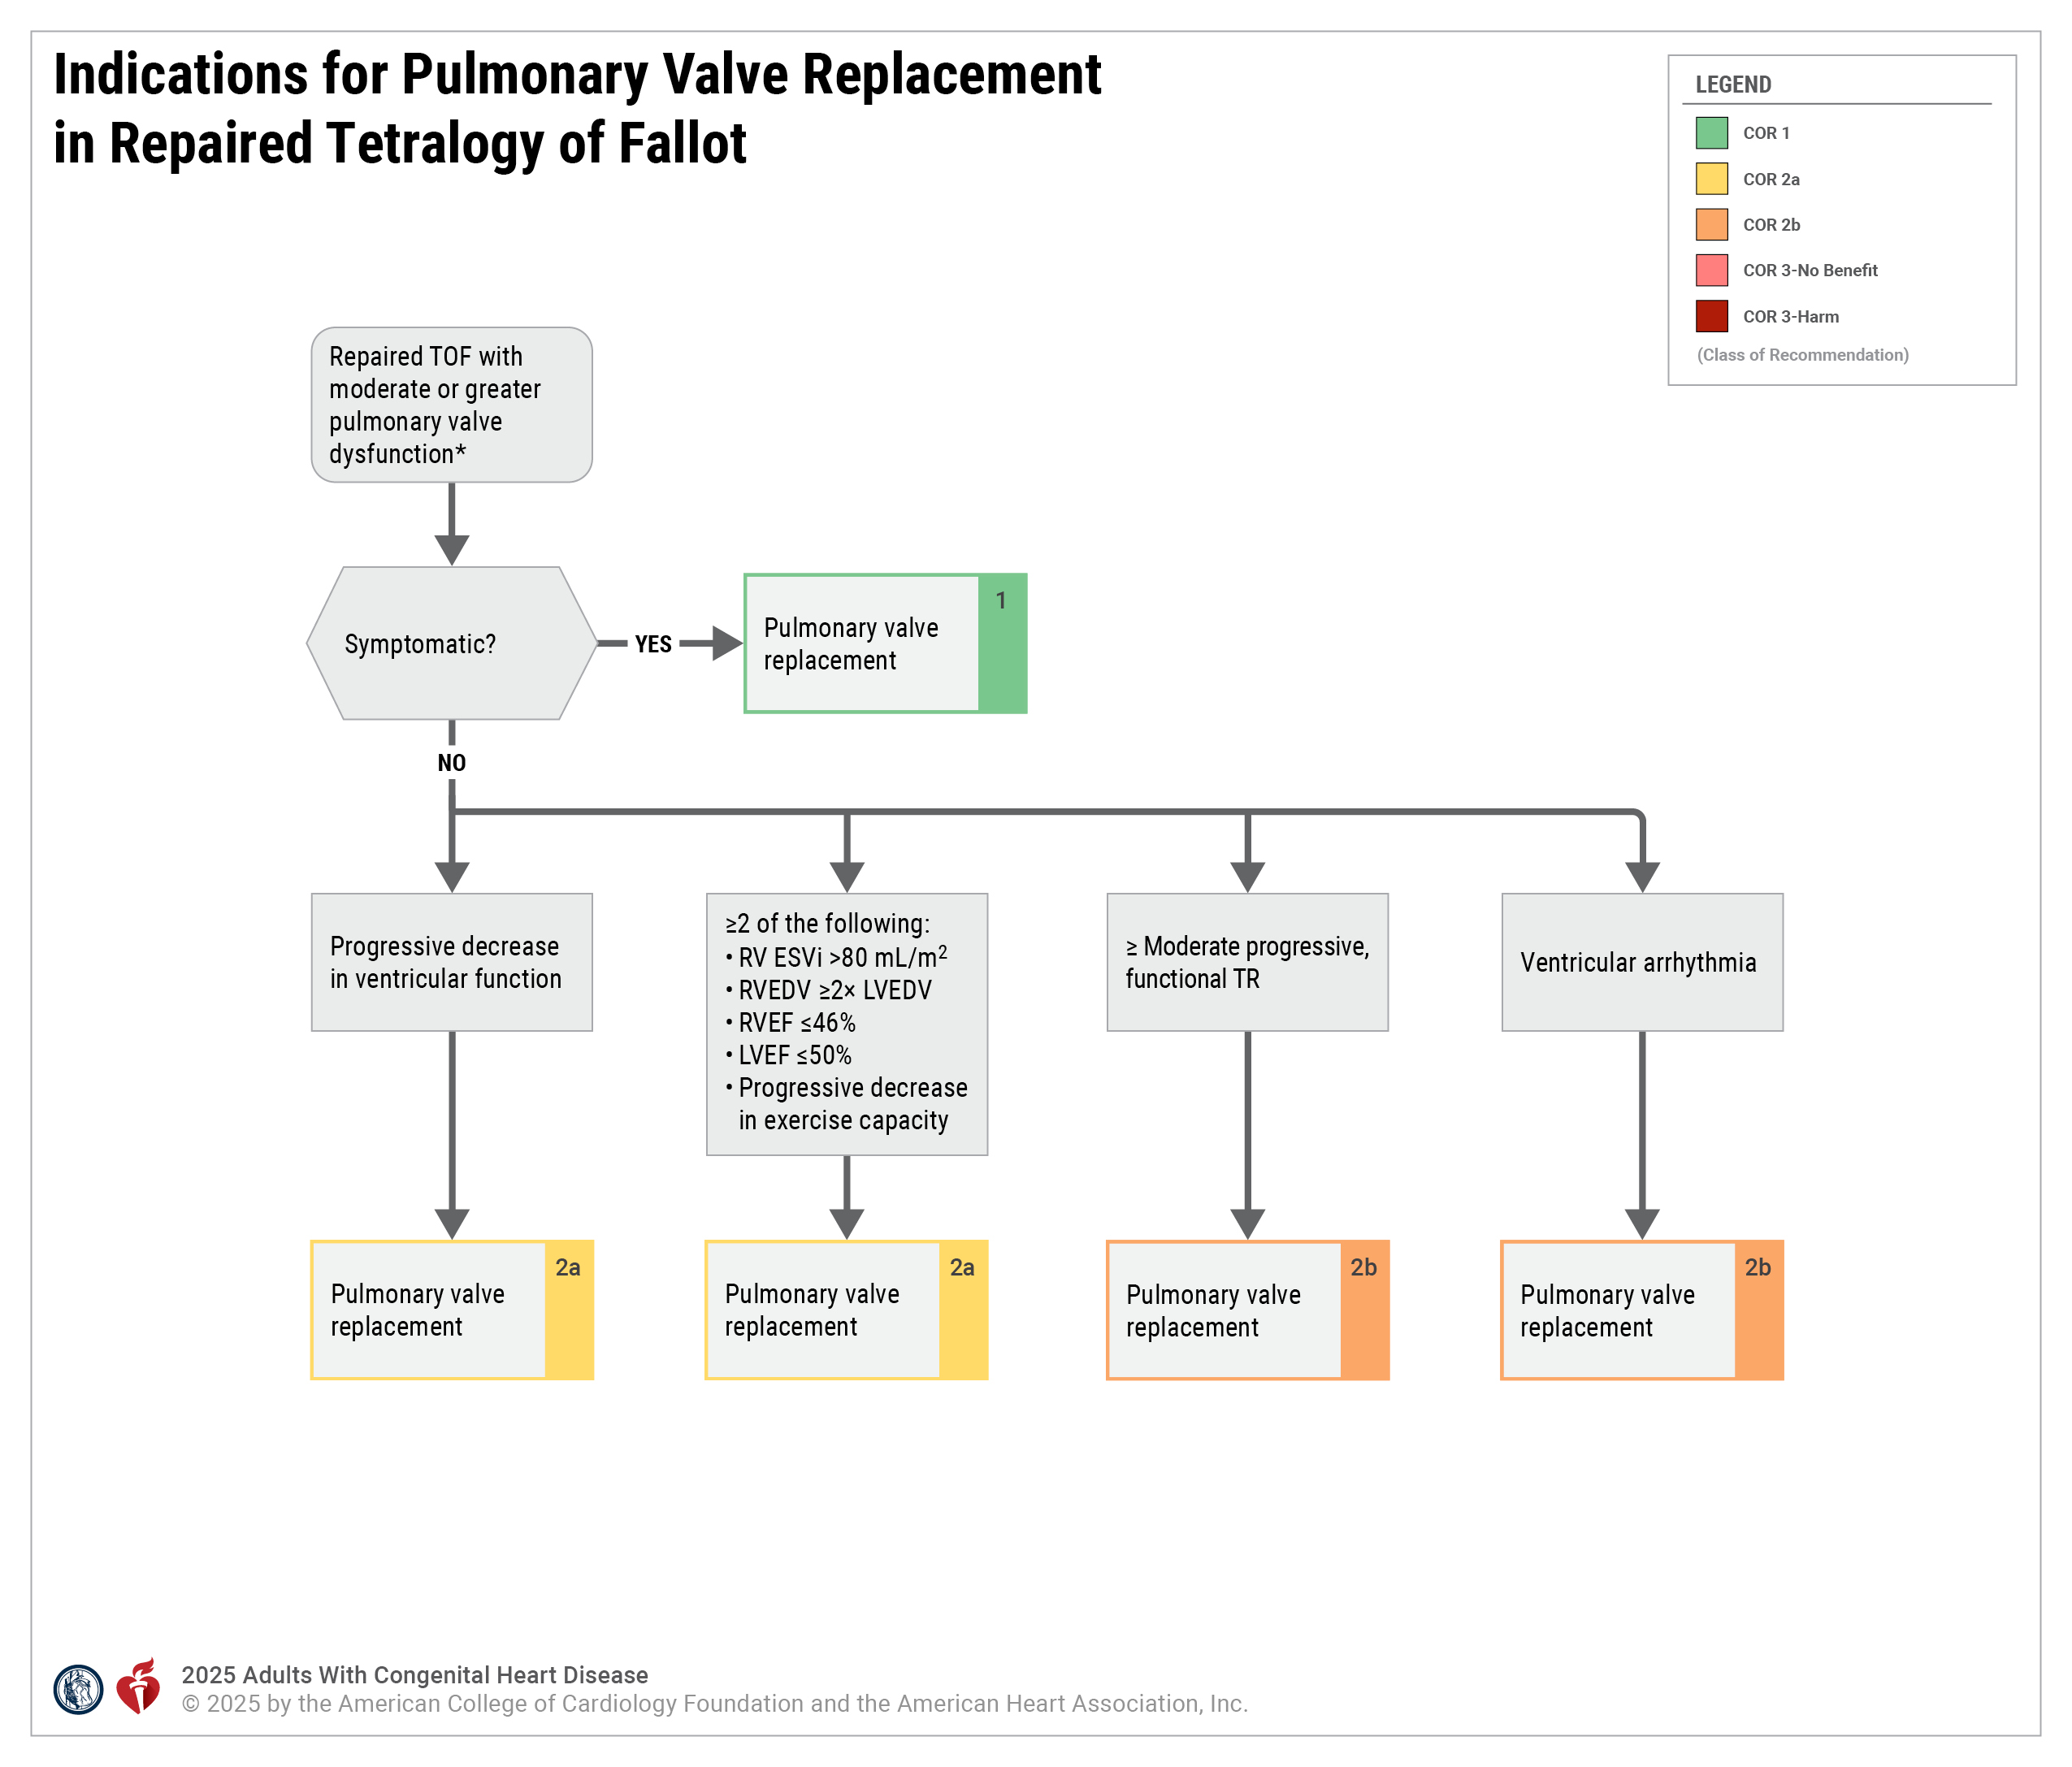 Indications for Pulmonary Valve Replacement
in Repaired Tetralogy of Fallot
LEGEND
COR 1
COR 2a
COR 2b
COR 3-No Benefit
COR 3-Harm
(Class of Recommendation)
Repaired TOF with
moderate or greater
pulmonary valve
dysfunction*
Symptomatic?
YES
Pulmonary valve
replacement
1
NO
Progressive decrease
in ventricular function
≥2 of the following:
• RV ESVi >80 mL/m²
• RVEDV ≥2× LVEDV
• RVEF ≤46%
• LVEF ≤50%
• Progressive decrease
in exercise capacity
≥ Moderate progressive,
functional TR
Ventricular arrhythmia
Pulmonary valve
replacement
2a
Pulmonary valve
replacement
2a
Pulmonary valve
replacement
2b
Pulmonary valve
replacement
2b
2025 Adults With Congenital Heart Disease
© 2025 by the American College of Cardiology Foundation and the American Heart Association, Inc.